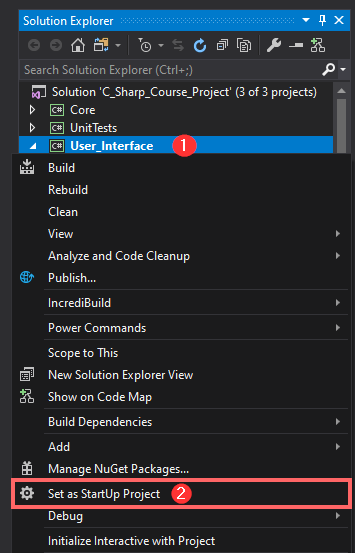 Solution Explorer
Search Solution Explorer (Ctrl+;)
Solution 'C_Sharp_Course_Project' (3 of 3 projects)
C# Core
C# UnitTests
C# User_Interface 1
Build
Rebuild
Clean
View
Analyze and Code Cleanup
Publish...
IncrediBuild
Power Commands
Scope to This
New Solution Explorer View
Show on Code Map
Build Dependencies
Add
Manage NuGet Packages...
Set as StartUp Project 2
Debug
Initialize Interactive with Project